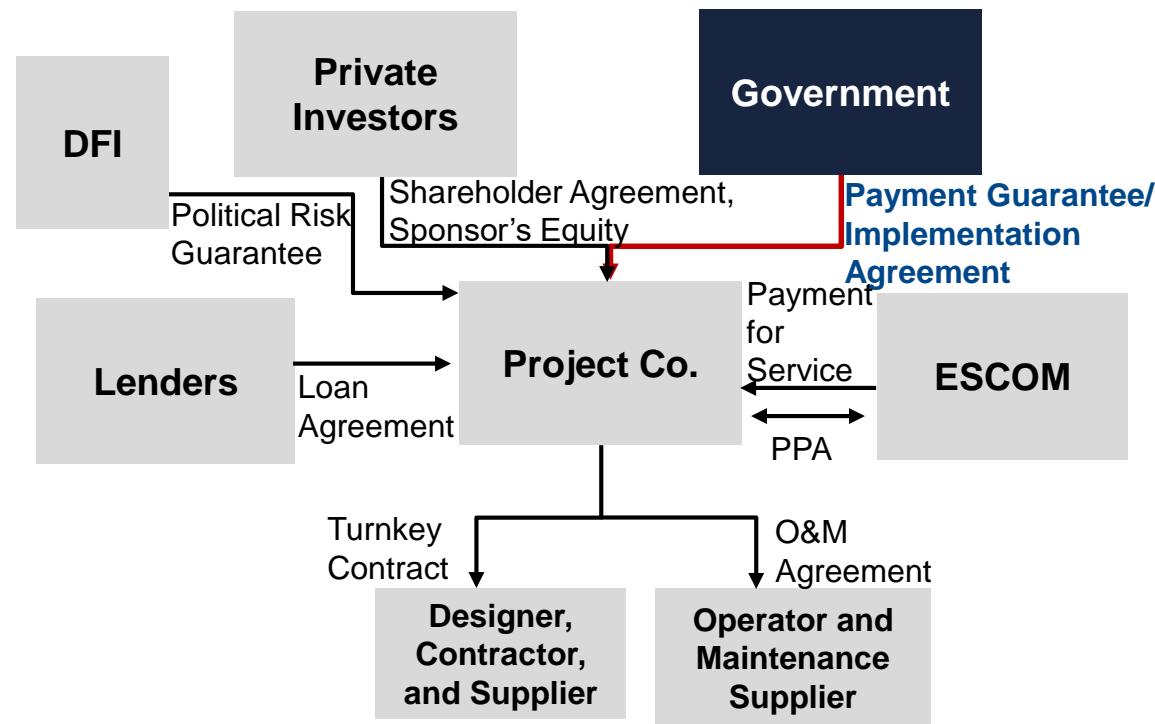 Private
Investors
Government
DFI
Shareholder Agreement,
Sponsor's Equity
Payment Guarantee/
Implementation
Agreement
Political Risk
Guarantee
Payment
for
Service
Lenders
Loan
Agreement
Project Co.
ESCOM
PPA
Turnkey
Contract
O&M
Agreement
Designer,
Contractor,
and Supplier
Operator and
Maintenance
Supplier